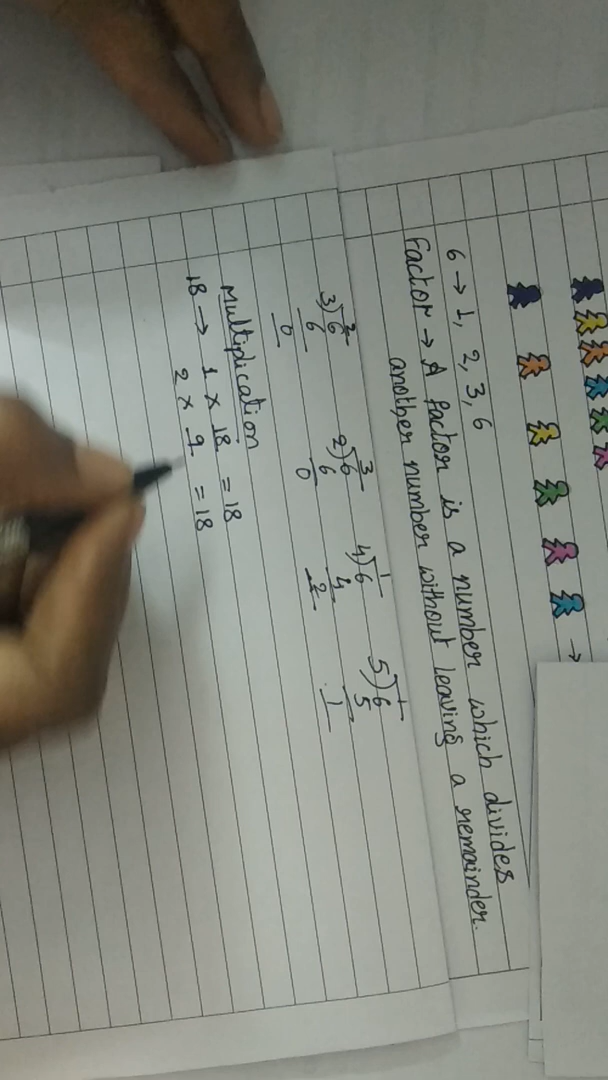 6 → 1, 2, 3, 6
Factor → A factor is a number which divides
another number without leaving a remainder.
2 3 1 1
3)6 2)6 4)6 5)6
6 6 4 5
0 0 2 1
Multiplication
18 → 1 × 18 = 18
2 × 9 = 18